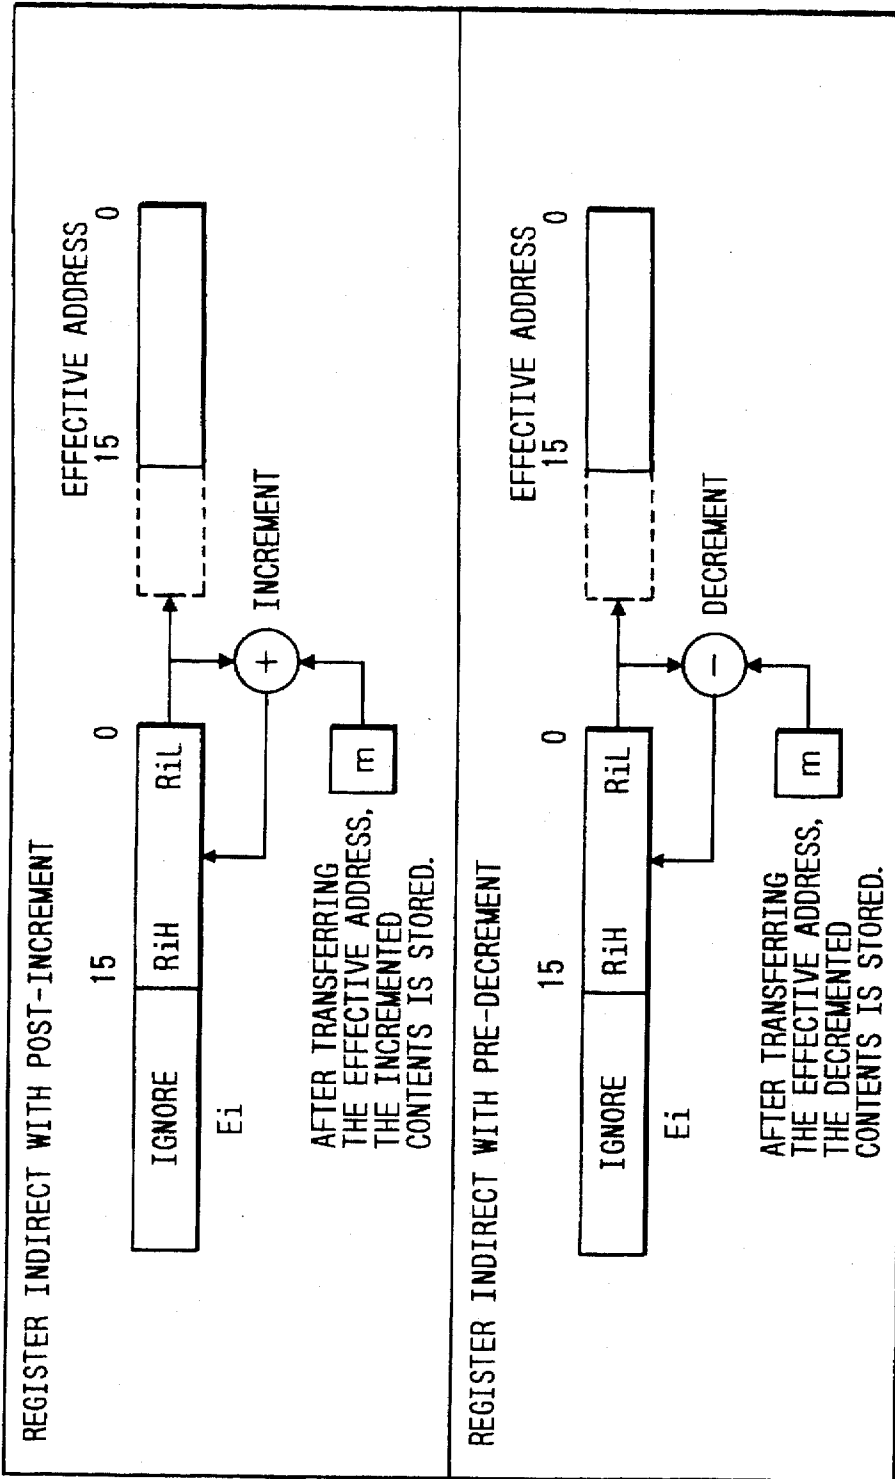 REGISTER INDIRECT WITH POST-INCREMENT
EFFECTIVE ADDRESS
15 0 15 0
IGNORE RiH RiL
Ei
INCREMENT
+
m
AFTER TRANSFERRING
THE EFFECTIVE ADDRESS,
THE INCREMENTED
CONTENTS IS STORED.
REGISTER INDIRECT WITH PRE-DECREMENT
EFFECTIVE ADDRESS
15 0 15 0
IGNORE RiH RiL
Ei
DECREMENT
-
m
AFTER TRANSFERRING
THE EFFECTIVE ADDRESS,
THE DECREMENTED
CONTENTS IS STORED.